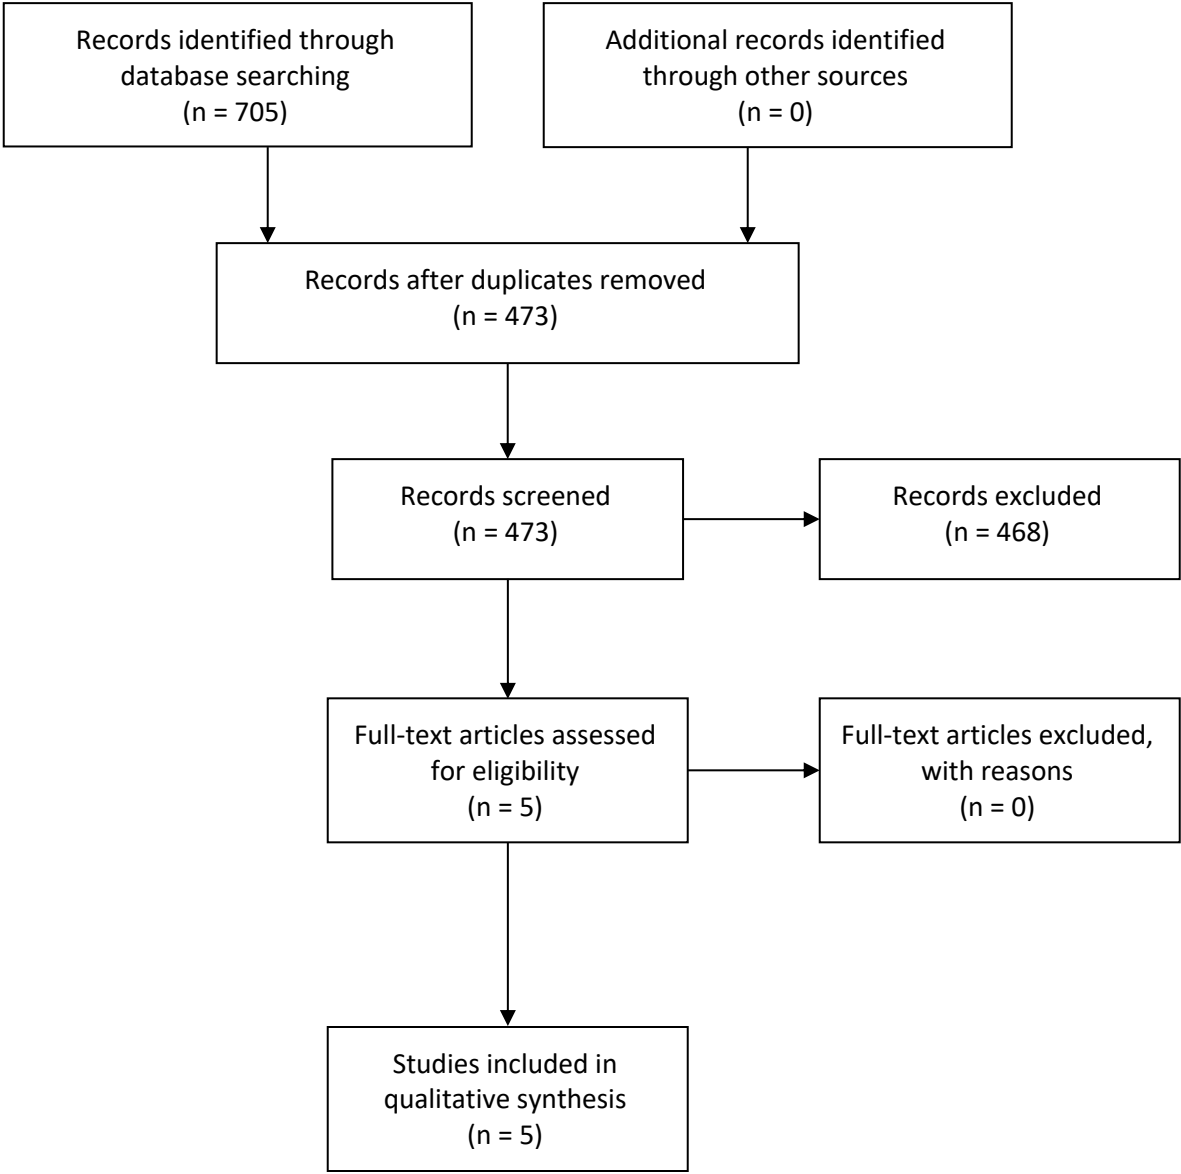 Records identified through
database searching
(n = 705)
Additional records identified
through other sources
(n = 0)
Records after duplicates removed
(n = 473)
Records screened
(n = 473)
Records excluded
(n = 468)
Full-text articles assessed
for eligibility
(n = 5)
Full-text articles excluded,
with reasons
(n = 0)
Studies included in
qualitative synthesis
(n = 5)